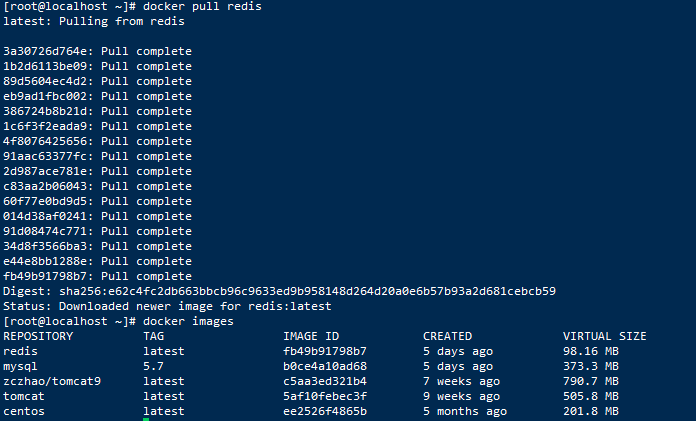 [root@localhost ~]# docker pull redis
latest: Pulling from redis
3a30726d764e: Pull complete
1b2d6113be09: Pull complete
89d5604ec4d2: Pull complete
eb9ad1fbc002: Pull complete
386724b8b21d: Pull complete
1c6f3f2eada9: Pull complete
4f8076425656: Pull complete
91aac63377fc: Pull complete
2d987ace781e: Pull complete
c83aa2b06043: Pull complete
60f77e0bd9d5: Pull complete
014d38af0241: Pull complete
91d08474c771: Pull complete
34d8f3566ba3: Pull complete
e44e8bb1288e: Pull complete
fb49b91798b7: Pull complete
Digest: sha256:e62c4fc2db663bbcb96c9633ed9b958148d264d20a0e6b57b93a2d681cebcb59
Status: Downloaded newer image for redis:latest
[root@localhost ~]# docker images
REPOSITORY TAG IMAGE ID CREATED VIRTUAL SIZE
redis latest fb49b91798b7 5 days ago 98.16 MB
mysql 5.7 b0ce4a10ad68 5 days ago 373.3 MB
zczhao/tomcat9 latest c5aa3ed321b4 7 weeks ago 790.7 MB
tomcat latest 5af10febec3f 9 weeks ago 505.8 MB
centos latest ee2526f4865b 5 months ago 201.8 MB